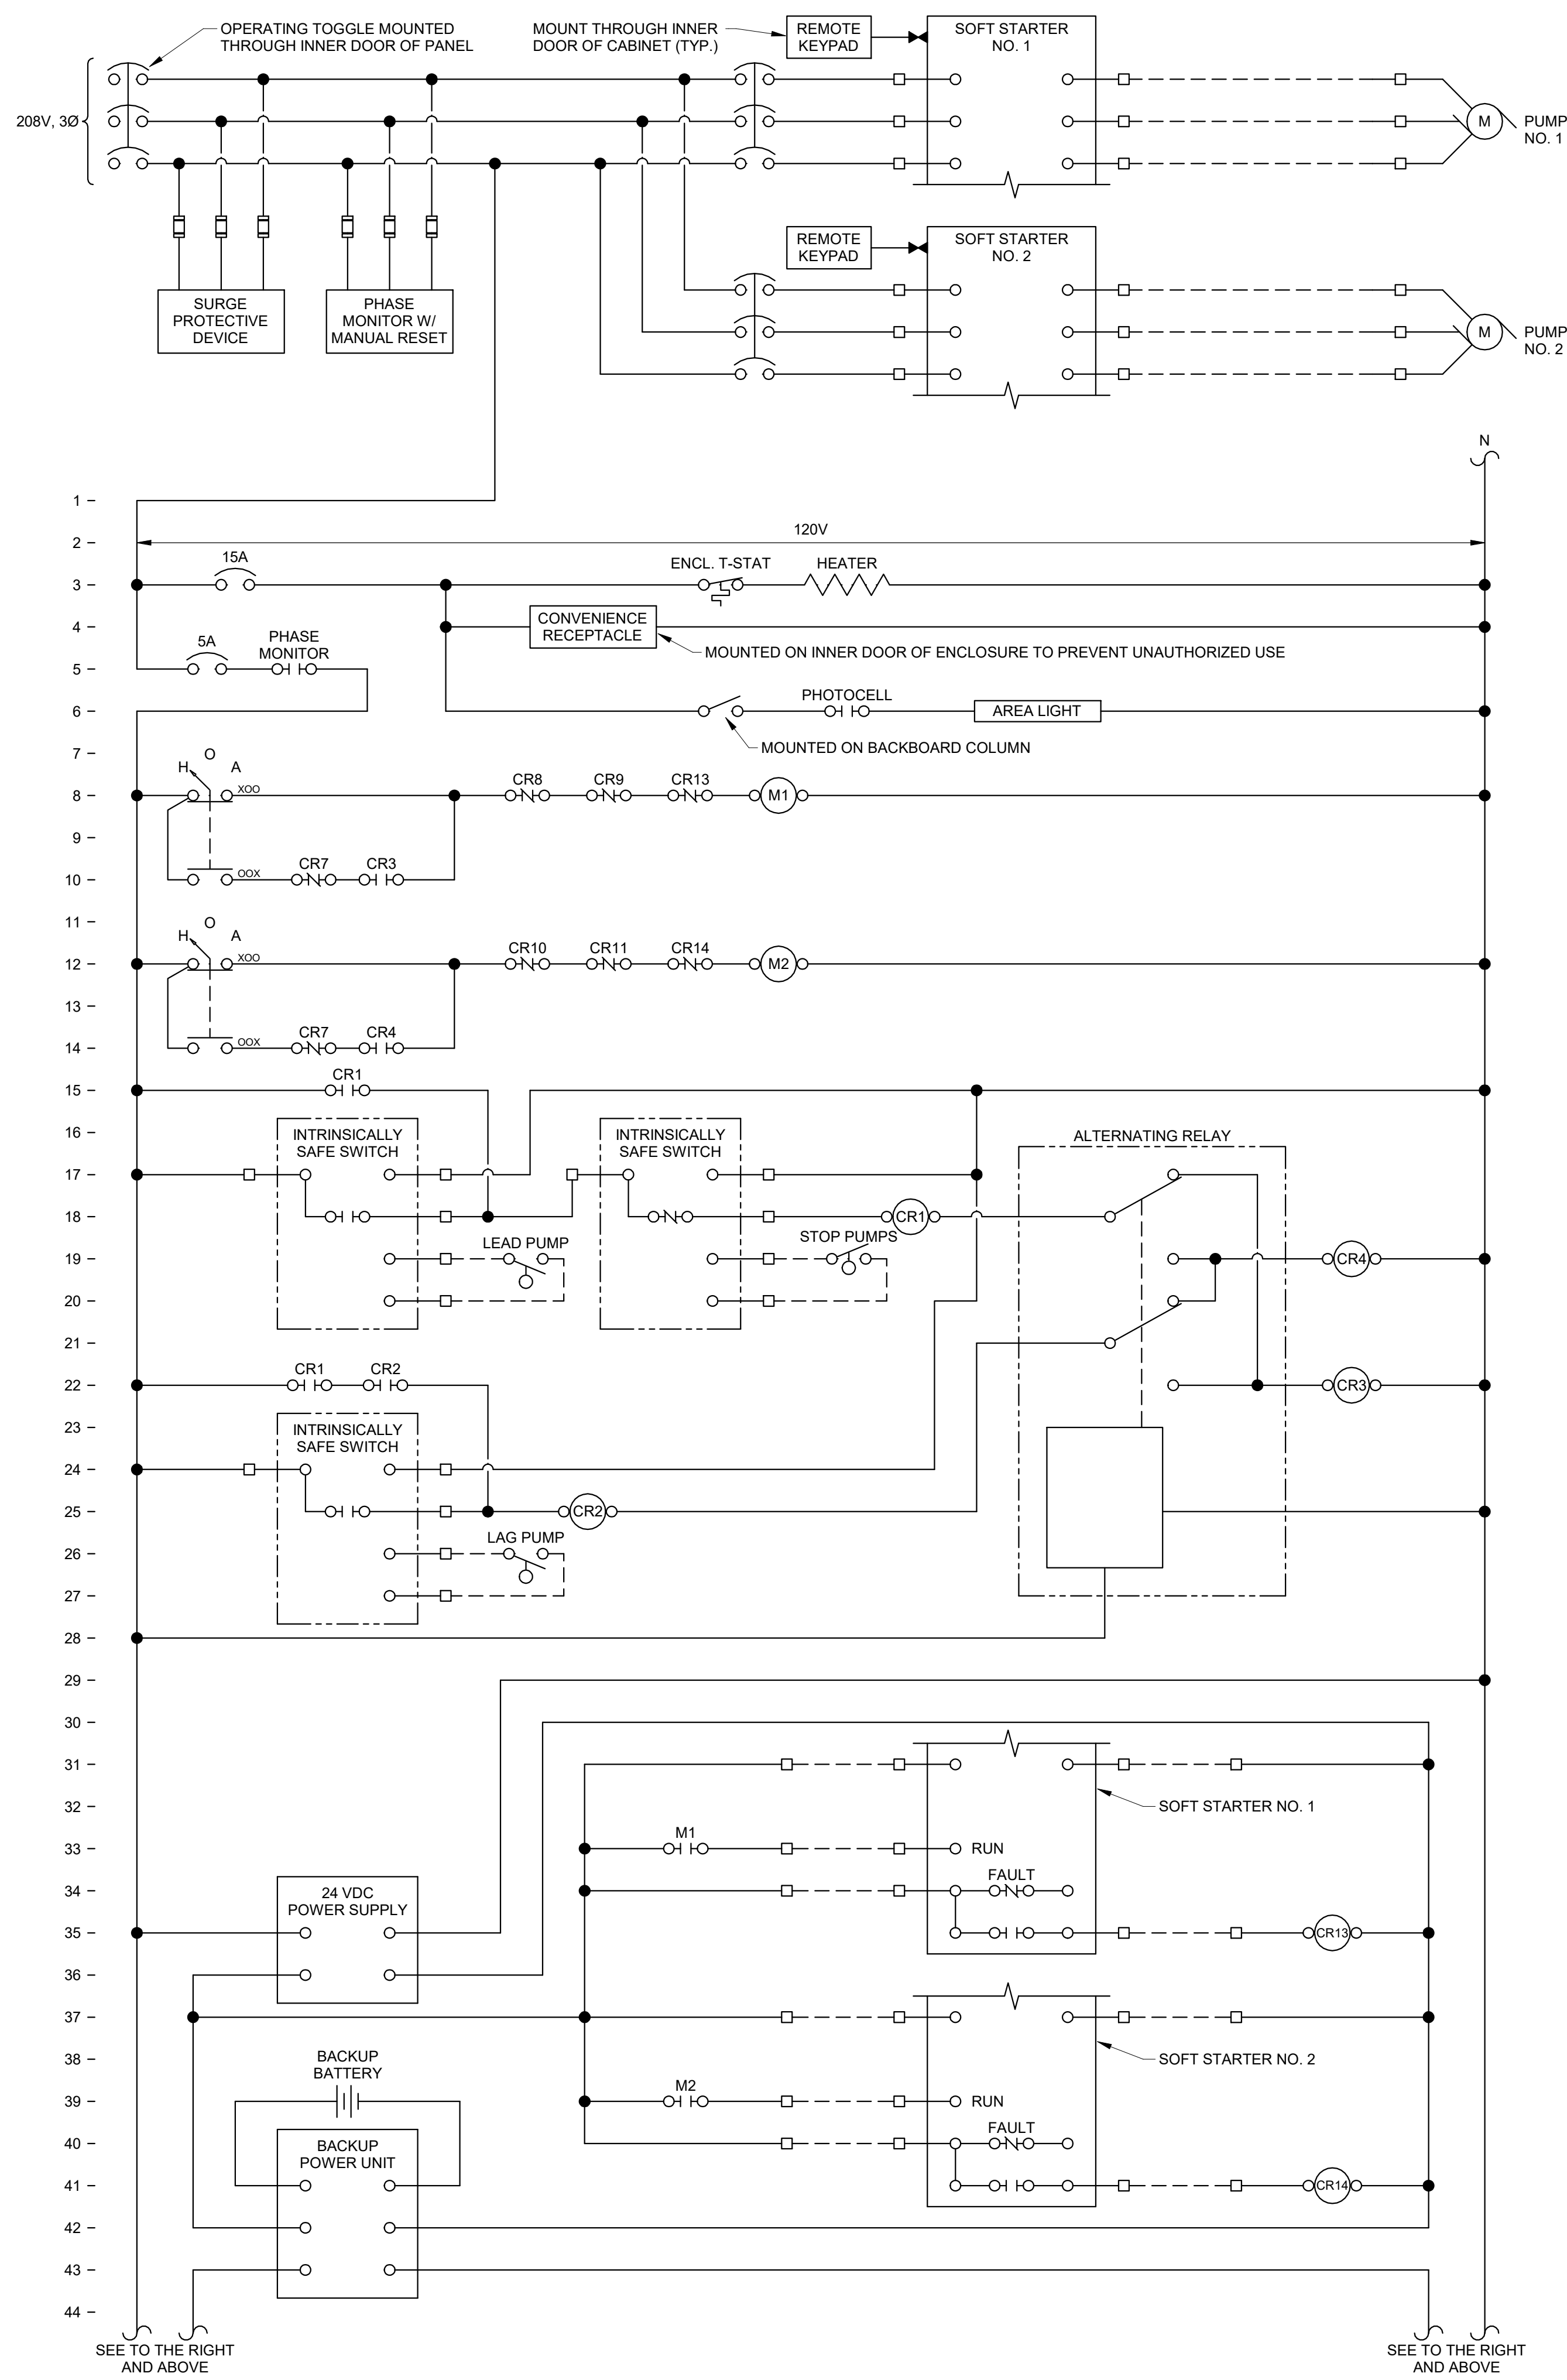 OPERATING TOGGLE MOUNTED
THROUGH INNER DOOR OF PANEL
MOUNT THROUGH INNER
DOOR OF CABINET (TYP.)
REMOTE
KEYPAD
SOFT STARTER
NO. 1
208V, 3Ø
M
PUMP
NO. 1
REMOTE
KEYPAD
SOFT STARTER
NO. 2
SURGE
PROTECTIVE
DEVICE
PHASE
MONITOR W/
MANUAL RESET
M
PUMP
NO. 2
N
1
2
120V
15A
ENCL. T-STAT
HEATER
3
4
CONVENIENCE
RECEPTACLE
5A
PHASE
MONITOR
MOUNTED ON INNER DOOR OF ENCLOSURE TO PREVENT UNAUTHORIZED USE
5
PHOTOCELL
6
AREA LIGHT
MOUNTED ON BACKBOARD COLUMN
7
H
O
A
XOO
8
CR8
CR9
CR13
M1
9
10
OOX
CR7
CR3
11
H
O
A
XOO
12
CR10
CR11
CR14
M2
13
14
OOX
CR7
CR4
15
CR1
16
INTRINSICALLY
SAFE SWITCH
INTRINSICALLY
SAFE SWITCH
ALTERNATING RELAY
17
18
CR1
19
LEAD PUMP
STOP PUMPS
CR4
20
21
22
CR1
CR2
CR3
23
INTRINSICALLY
SAFE SWITCH
24
25
CR2
26
LAG PUMP
27
28
29
30
31
32
SOFT STARTER NO. 1
33
M1
RUN
34
24 VDC
POWER SUPPLY
FAULT
35
CR13
36
37
38
SOFT STARTER NO. 2
BACKUP
BATTERY
39
M2
RUN
40
BACKUP
POWER UNIT
FAULT
41
CR14
42
43
44
SEE TO THE RIGHT
AND ABOVE
SEE TO THE RIGHT
AND ABOVE